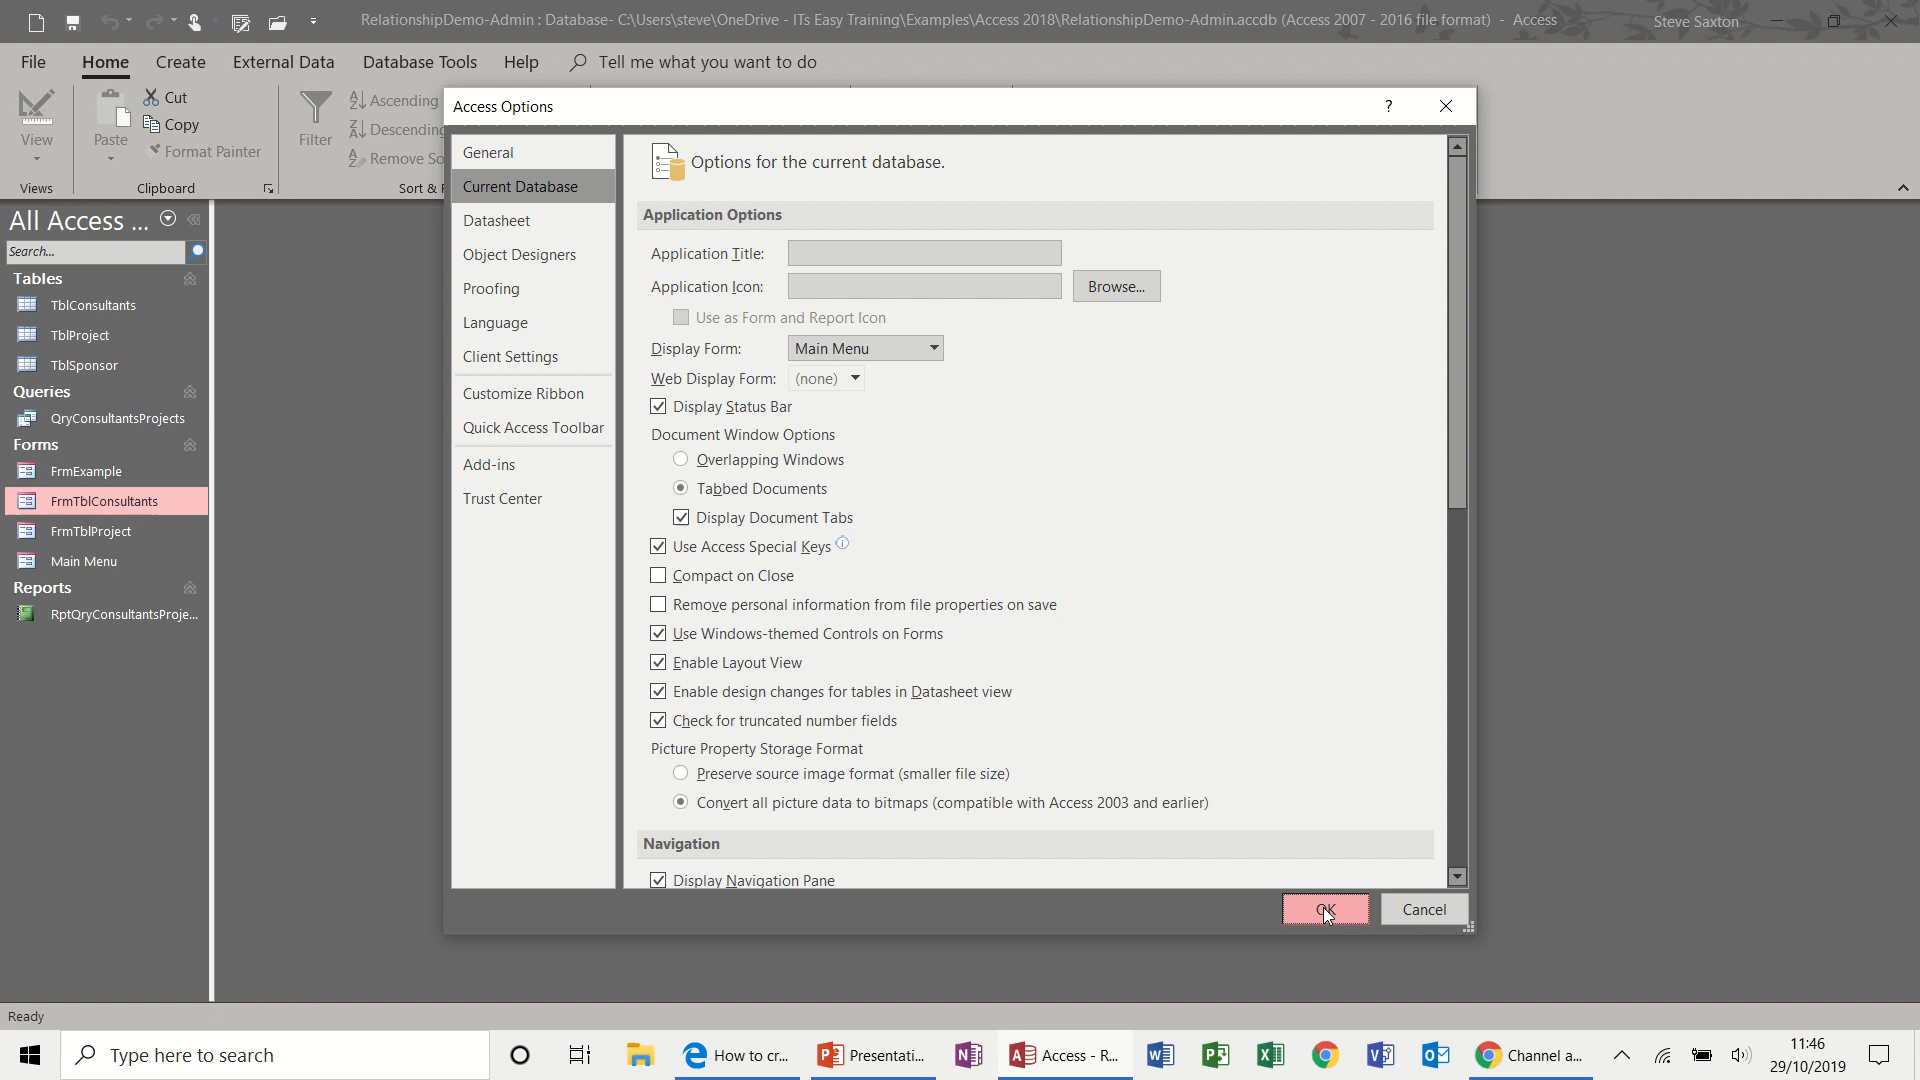 RelationshipDemo-Admin : Database- C:\Users\steve\OneDrive - ITs Easy Training\Examples\Access 2018\RelationshipDemo-Admin.accdb (Access 2007 - 2016 file format) - Access
Steve Saxton
File Home Create External Data Database Tools Help Tell me what you want to do
View
Views
Paste
Cut
Copy
Format Painter
Clipboard
Filter
Ascending
Descending
Remove So
Sort & F
All Access ...
Search...
Tables
TblConsultants
TblProject
TblSponsor
Queries
QryConsultantsProjects
Forms
FrmExample
FrmTblConsultants
FrmTblProject
Main Menu
Reports
RptQryConsultantsProje...
Access Options
?
General
Current Database
Datasheet
Object Designers
Proofing
Language
Client Settings
Customize Ribbon
Quick Access Toolbar
Add-ins
Trust Center
Options for the current database.
Application Options
Application Title:
Application Icon: Browse...
Use as Form and Report Icon
Display Form: Main Menu
Web Display Form: (none)
Display Status Bar
Document Window Options
Overlapping Windows
Tabbed Documents
Display Document Tabs
Use Access Special Keys
Compact on Close
Remove personal information from file properties on save
Use Windows-themed Controls on Forms
Enable Layout View
Enable design changes for tables in Datasheet view
Check for truncated number fields
Picture Property Storage Format
Preserve source image format (smaller file size)
Convert all picture data to bitmaps (compatible with Access 2003 and earlier)
Navigation
Display Navigation Pane
OK Cancel
Ready
Type here to search
How to cr...
Presentati...
Access - R...
Channel a...
11:46
29/10/2019